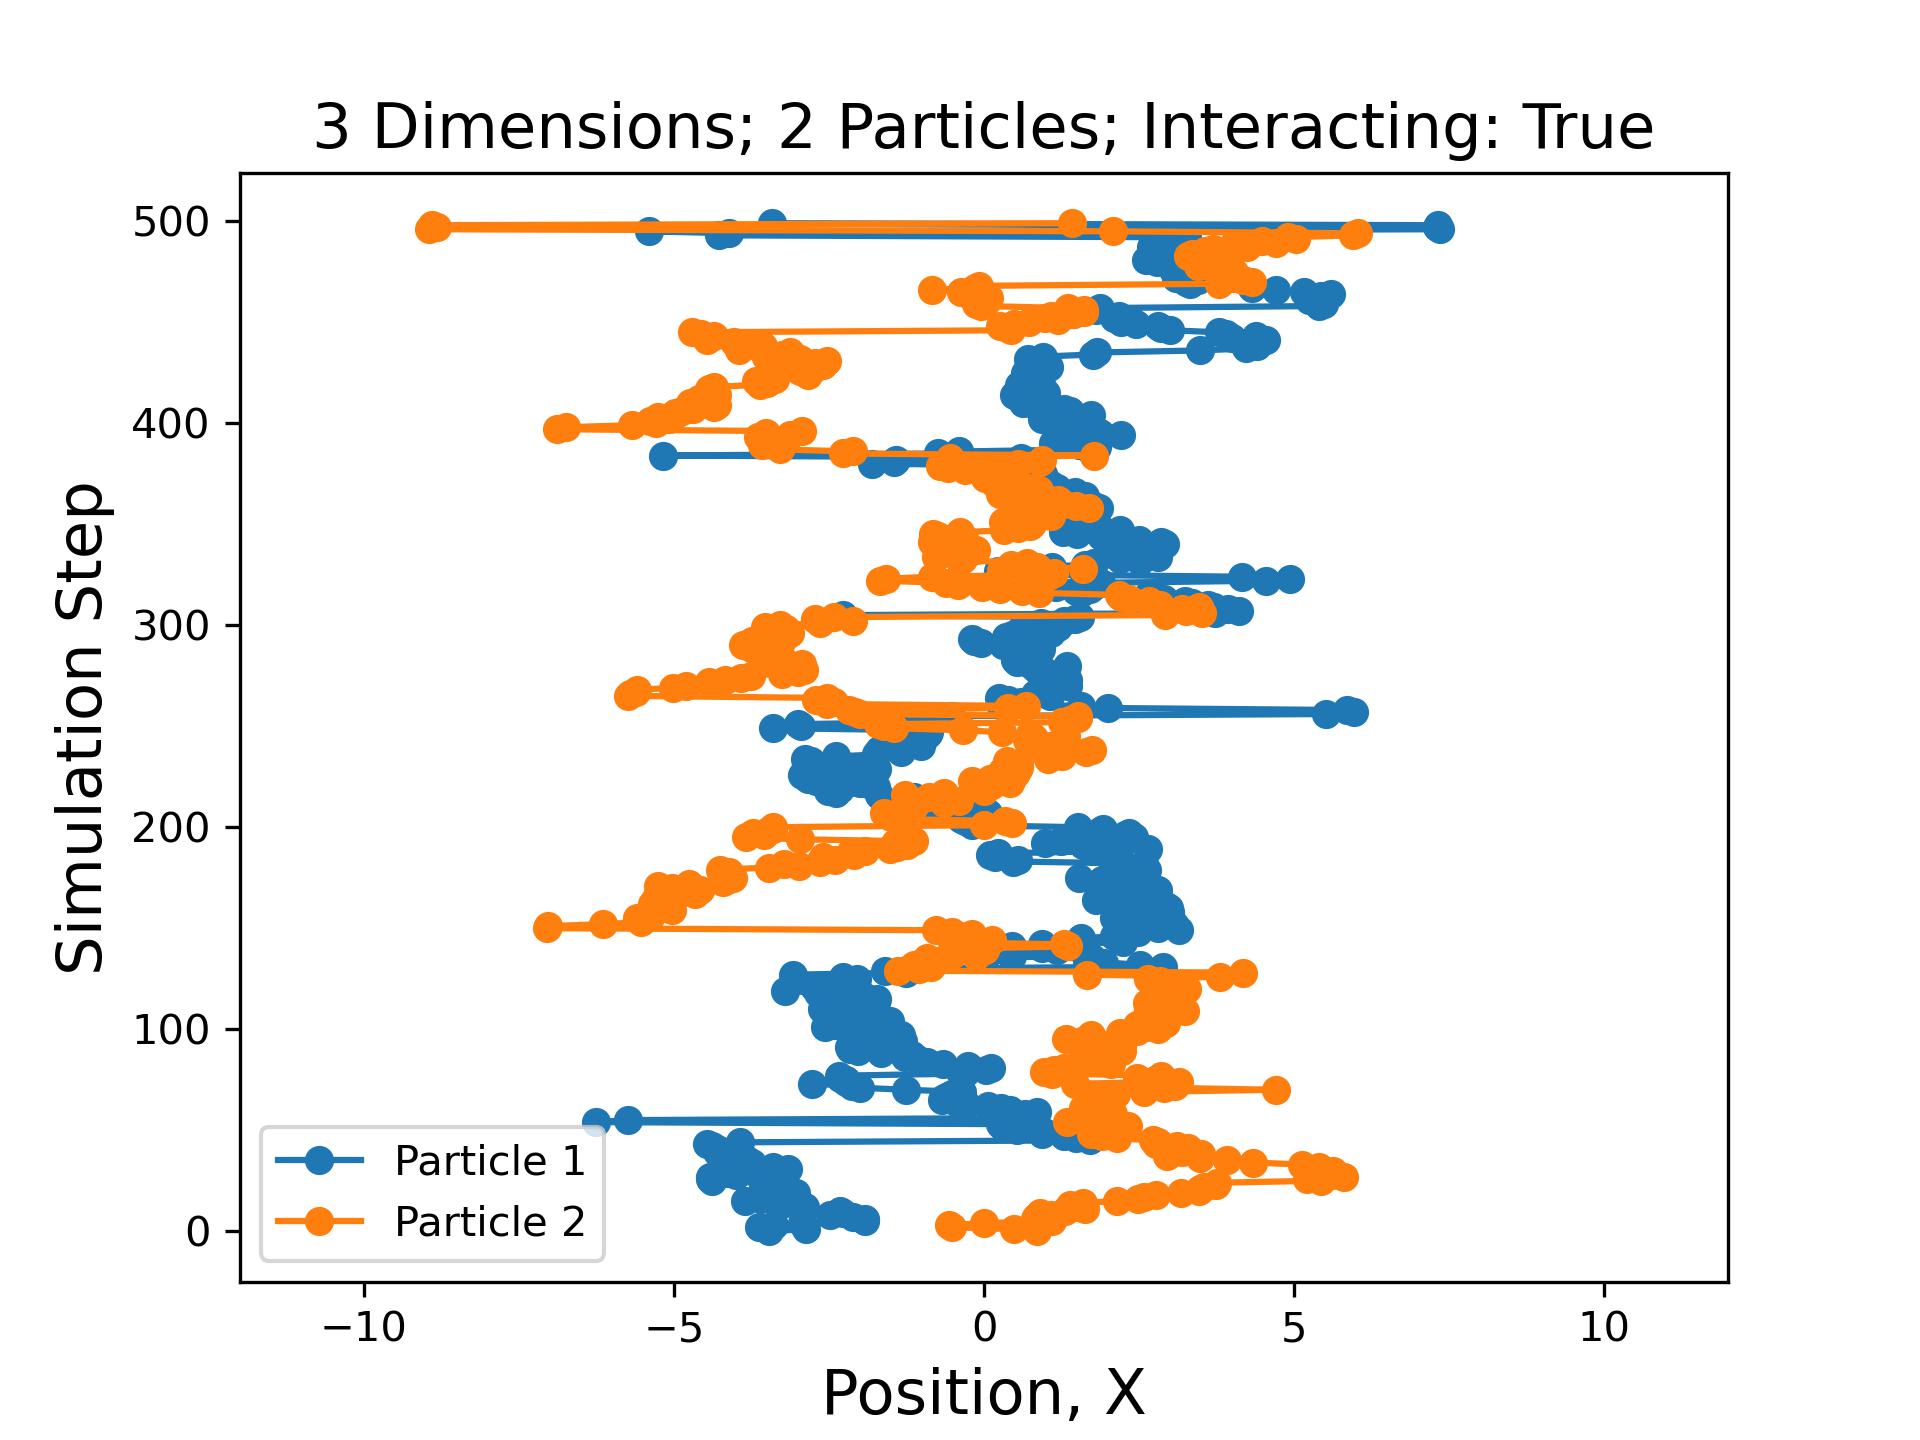 3 Dimensions; 2 Particles; Interacting: True
Simulation Step
500
400
300
200
100
0
Particle 1
Particle 2
−10
−5
0
5
10
Position, X